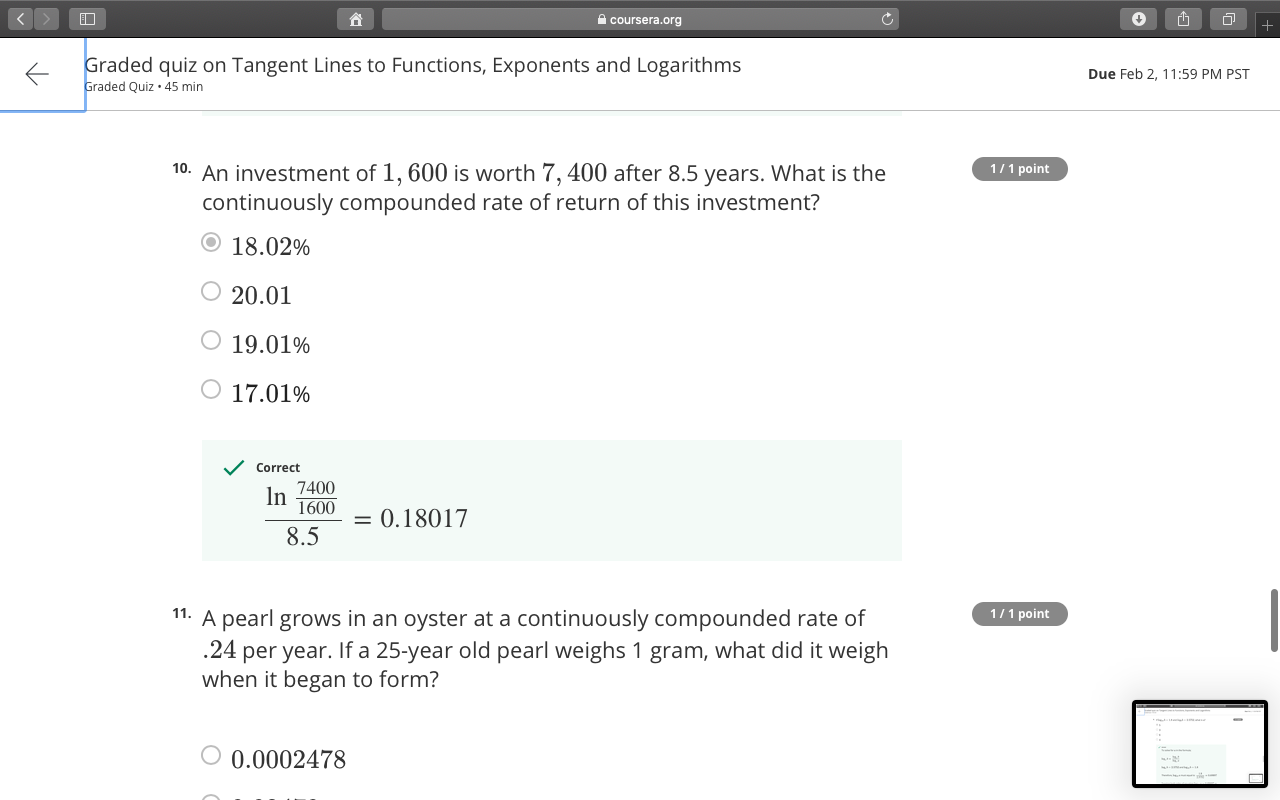 coursera.org
Graded quiz on Tangent Lines to Functions, Exponents and Logarithms
Graded Quiz • 45 min
Due Feb 2, 11:59 PM PST
10. An investment of 1, 600 is worth 7, 400 after 8.5 years. What is the
continuously compounded rate of return of this investment?
1 / 1 point
18.02%
20.01
19.01%
17.01%
Correct
ln 7400/1600 / 8.5 = 0.18017
11. A pearl grows in an oyster at a continuously compounded rate of
.24 per year. If a 25-year old pearl weighs 1 gram, what did it weigh
when it began to form?
1 / 1 point
0.0002478